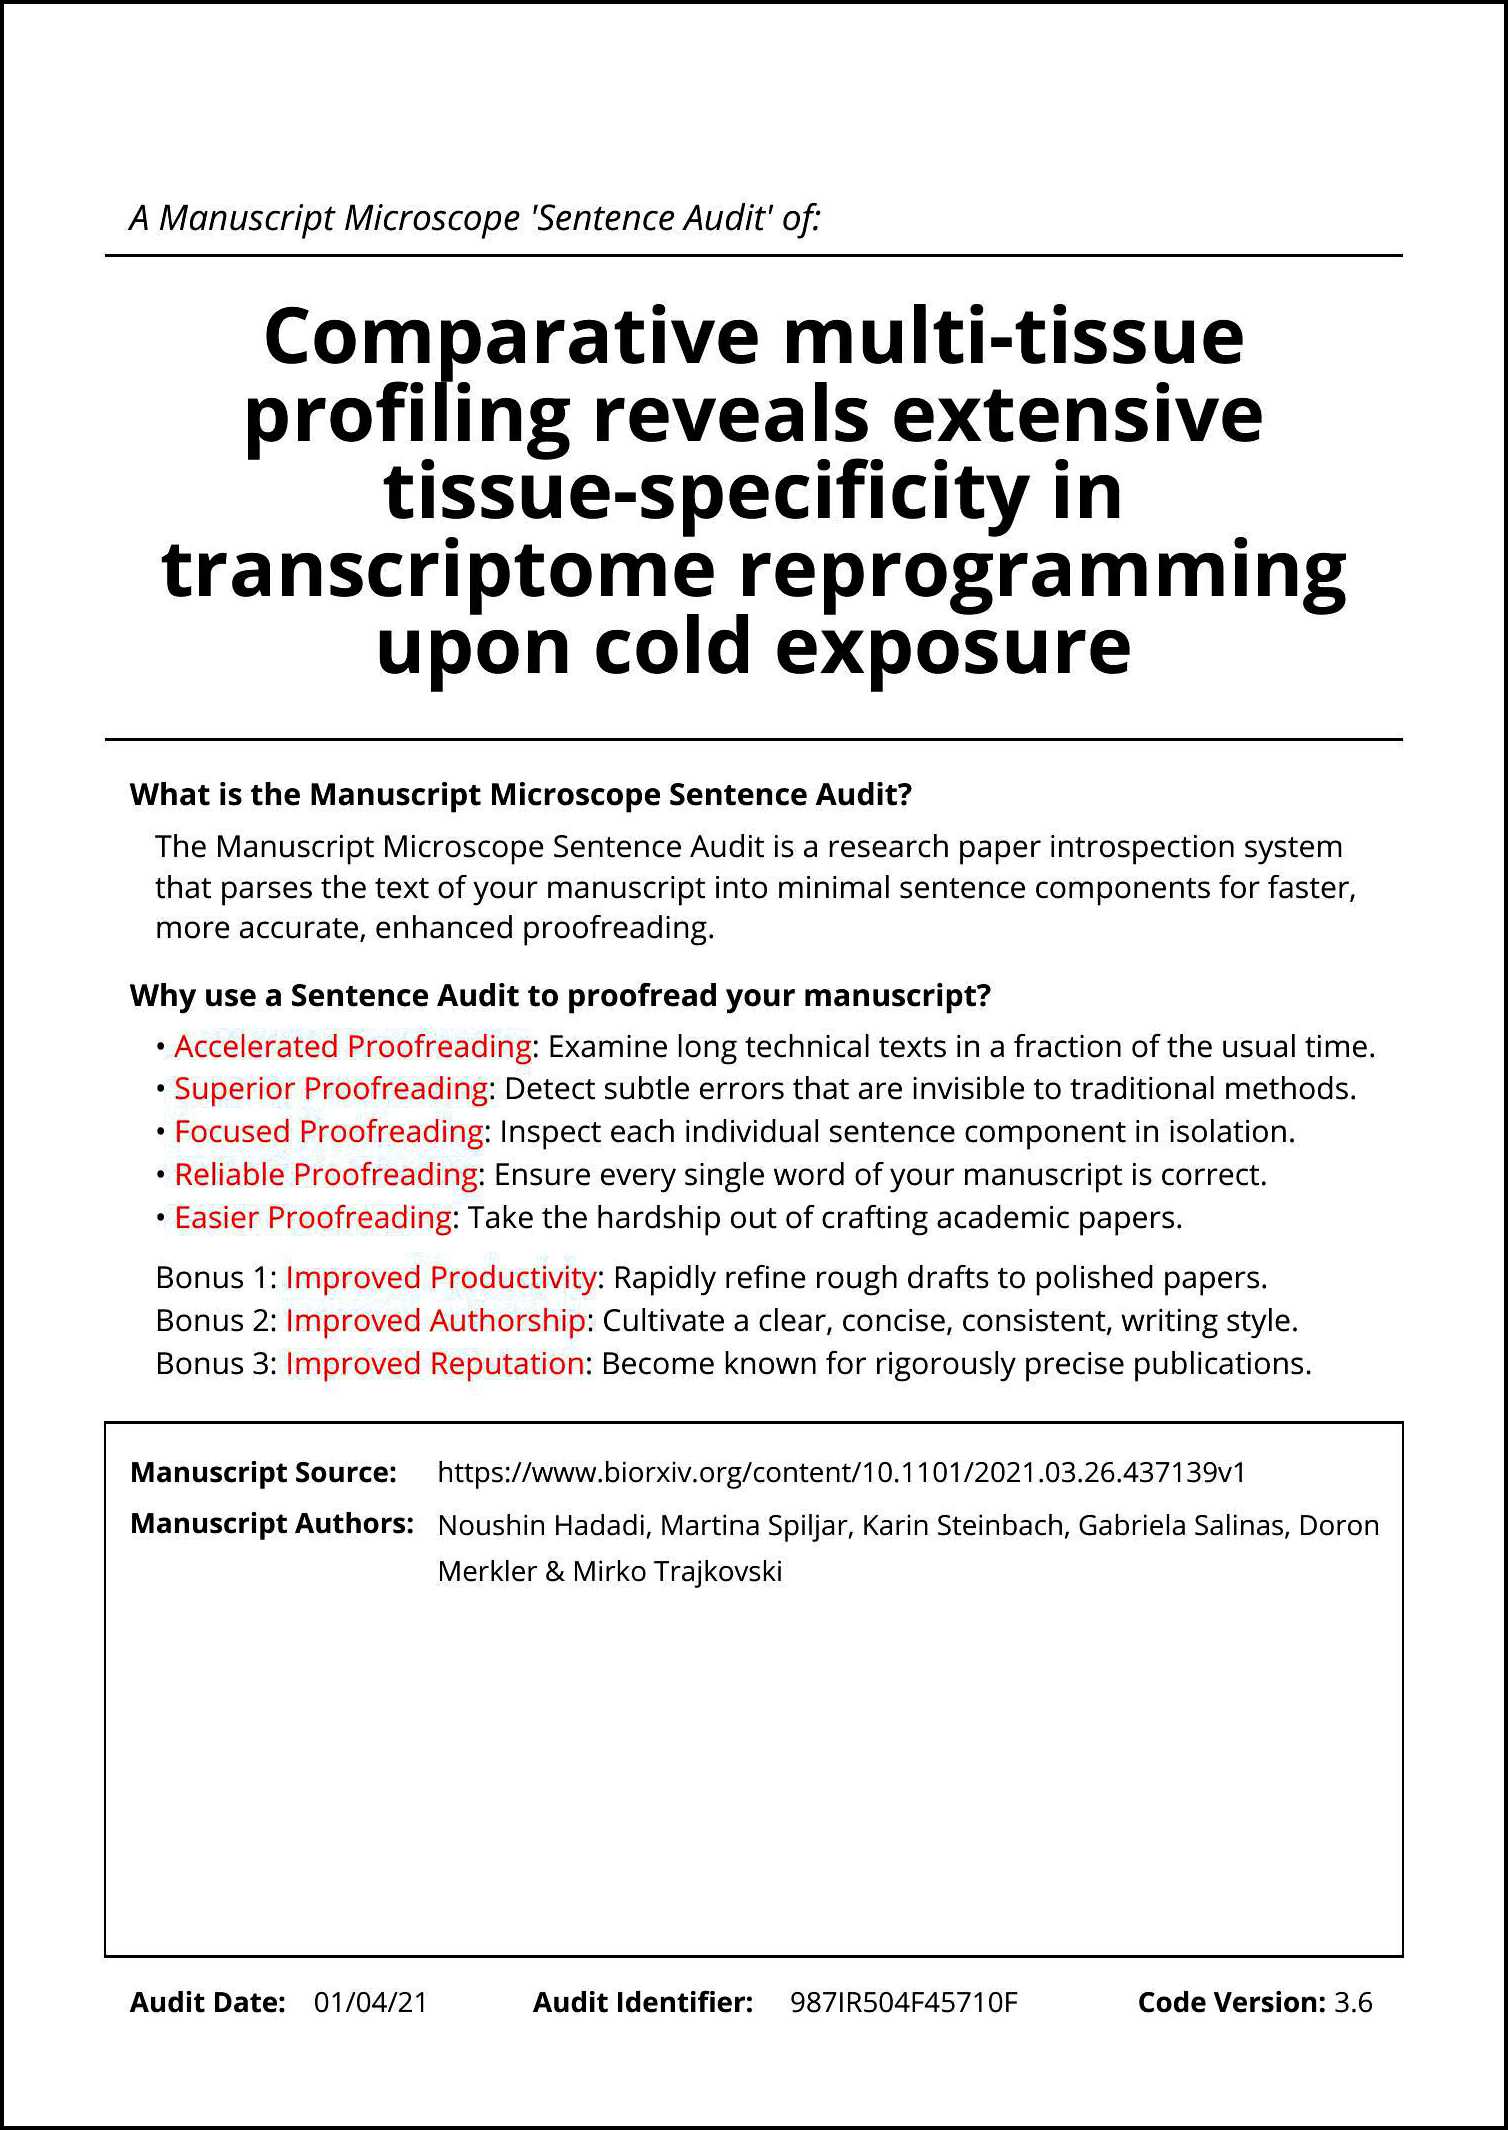 A Manuscript Microscope 'Sentence Audit' of:
Comparative multi-tissue
profiling reveals extensive
tissue-specificity in
transcriptome reprogramming
upon cold exposure
What is the Manuscript Microscope Sentence Audit?
The Manuscript Microscope Sentence Audit is a research paper introspection system
that parses the text of your manuscript into minimal sentence components for faster,
more accurate, enhanced proofreading.
Why use a Sentence Audit to proofread your manuscript?
• Accelerated Proofreading: Examine long technical texts in a fraction of the usual time.
• Superior Proofreading: Detect subtle errors that are invisible to traditional methods.
• Focused Proofreading: Inspect each individual sentence component in isolation.
• Reliable Proofreading: Ensure every single word of your manuscript is correct.
• Easier Proofreading: Take the hardship out of crafting academic papers.
Bonus 1: Improved Productivity: Rapidly refine rough drafts to polished papers.
Bonus 2: Improved Authorship: Cultivate a clear, concise, consistent, writing style.
Bonus 3: Improved Reputation: Become known for rigorously precise publications.
Manuscript Source: https://www.biorxiv.org/content/10.1101/2021.03.26.437139v1
Manuscript Authors: Noushin Hadadi, Martina Spiljar, Karin Steinbach, Gabriela Salinas, Doron
Merkler & Mirko Trajkovski
Audit Date: 01/04/21 Audit Identifier: 987IR504F45710F Code Version: 3.6